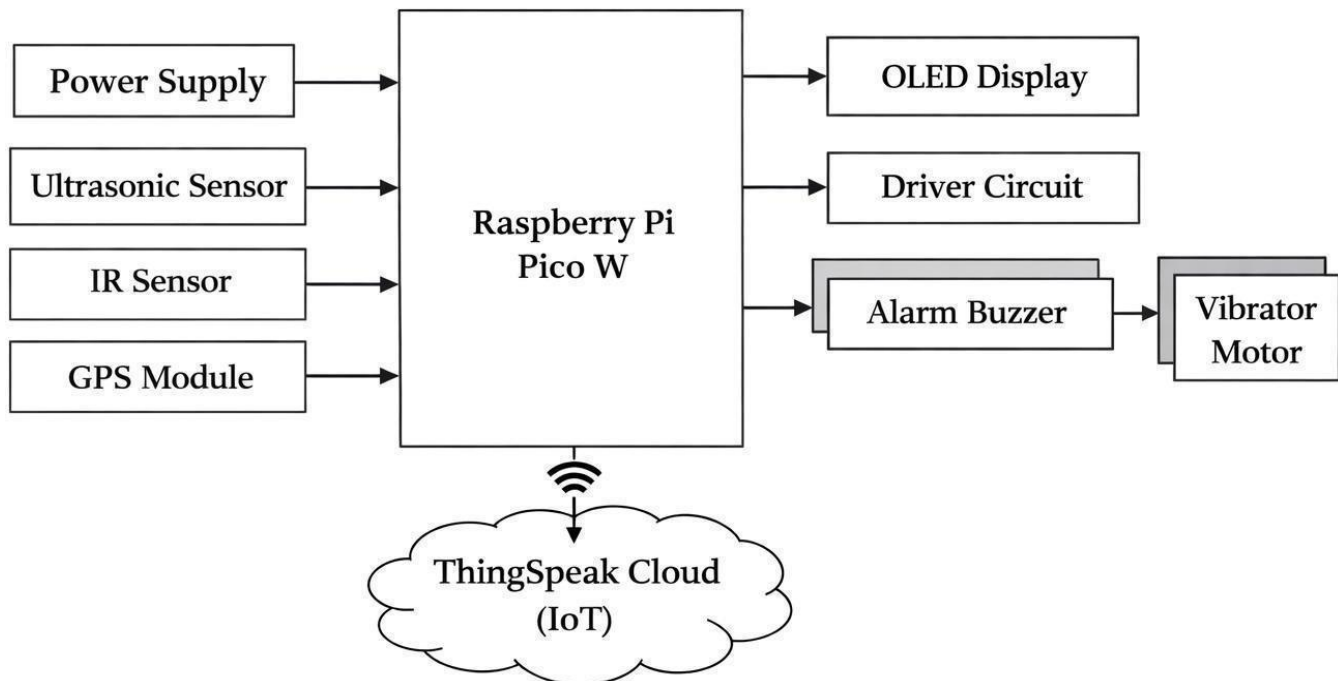 Power Supply
Ultrasonic Sensor
IR Sensor
GPS Module
Raspberry Pi
Pico W
OLED Display
Driver Circuit
Alarm Buzzer
Vibrator
Motor
ThingSpeak Cloud
(IoT)